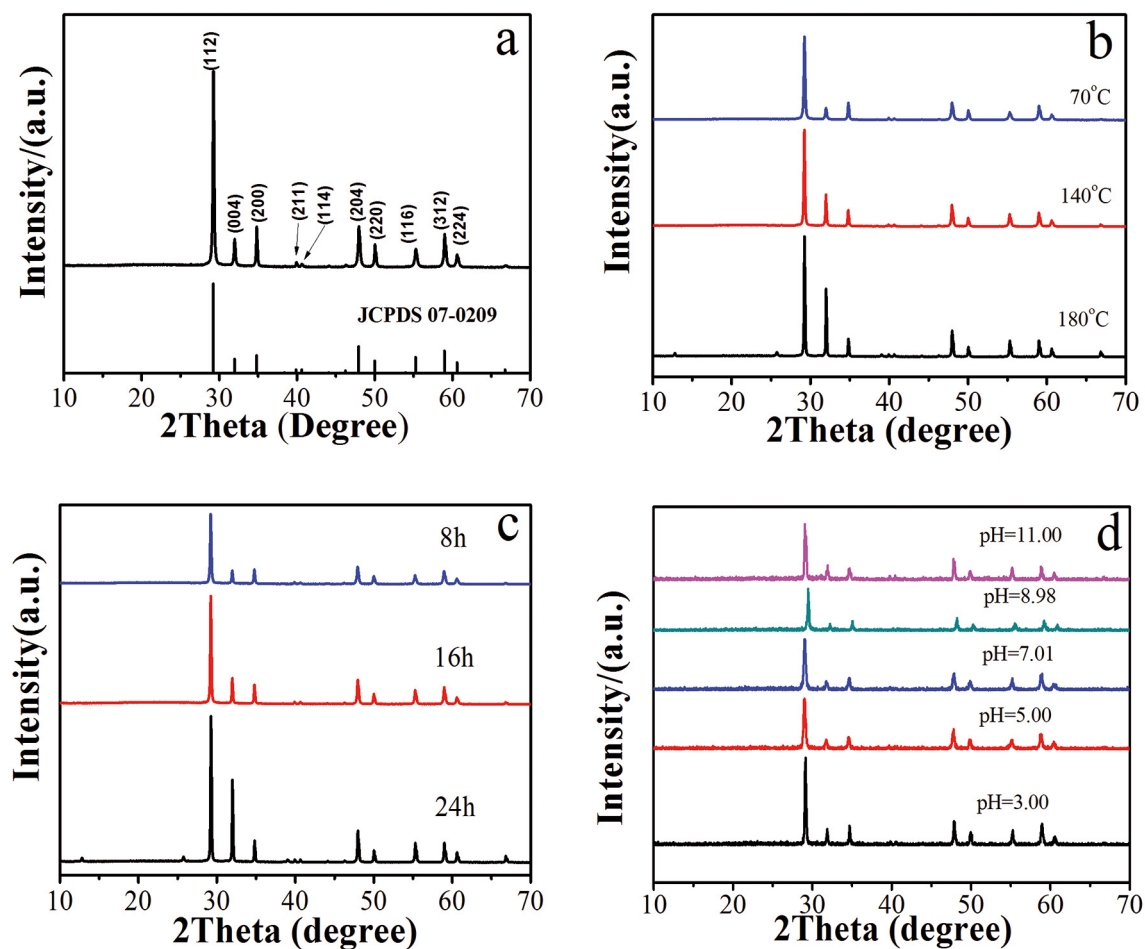 a
(112)
(004)
(200)
(211)
(114)
(204)
(220)
(116)
(312)
(224)
JCPDS 07-0209
Intensity/(a.u.)
10 20 30 40 50 60 70
2Theta (Degree)
b
70°C
140°C
180°C
Intensity(a.u.)
10 20 30 40 50 60 70
2Theta (degree)
c
8h
16h
24h
Intensity(a.u.)
10 20 30 40 50 60 70
2Theta (degree)
d
pH=11.00
pH=8.98
pH=7.01
pH=5.00
pH=3.00
Intensity/(a.u.)
10 20 30 40 50 60 70
2Theta (degree)